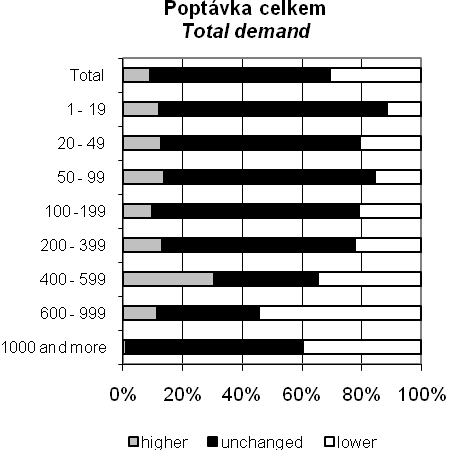 Poptávka celkem
Total demand
Total
1 - 19
20 - 49
50 - 99
100 -199
200 - 399
400 - 599
600 - 999
1000 and more
0% 20% 40% 60% 80% 100%
higher unchanged lower